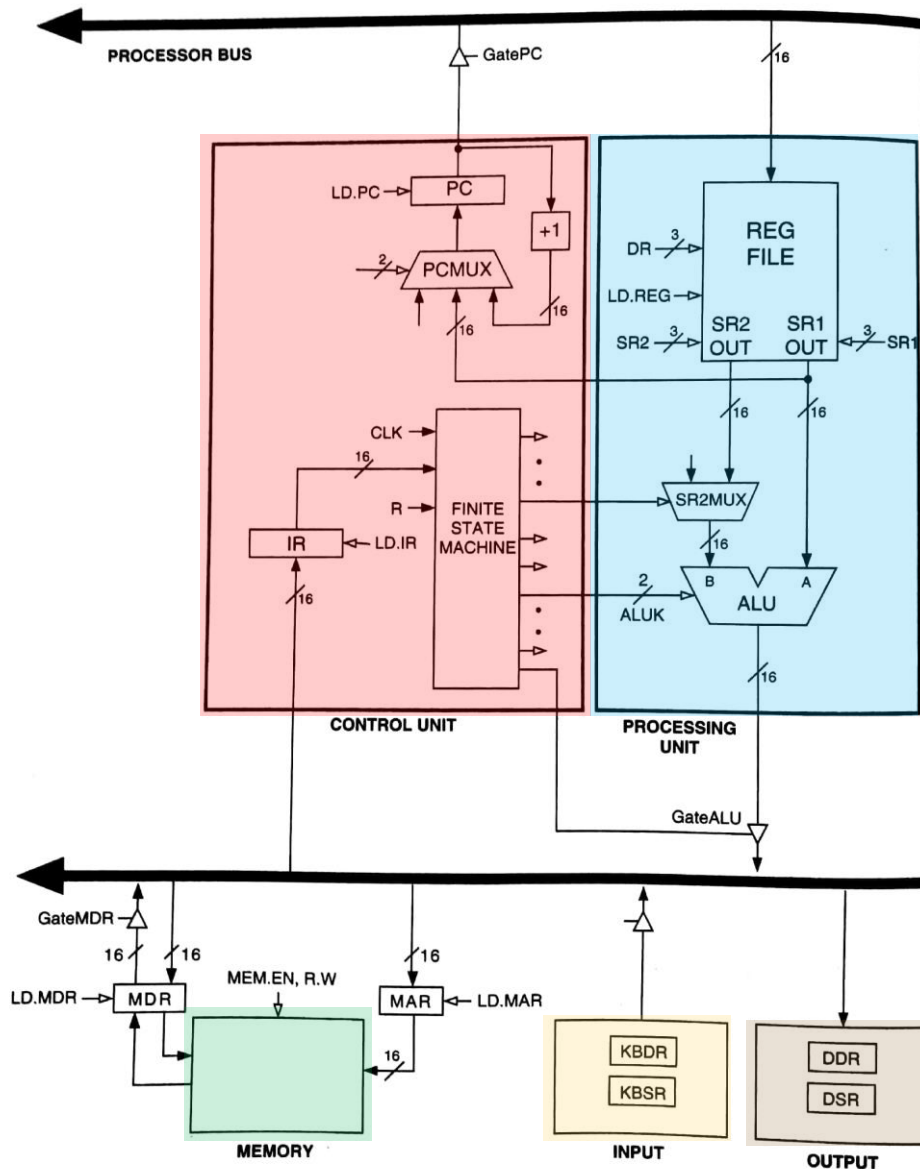 PROCESSOR BUS
GatePC
16
LD.PC
PC
+1
2
PCMUX
16
16
REG
FILE
DR
3
LD.REG
SR2
3
SR2
OUT
SR1
OUT
3
SR1
16
16
CLK
16
R
FINITE
STATE
MACHINE
IR
LD.IR
16
SR2MUX
16
B
A
ALU
2
ALUK
16
CONTROL UNIT
PROCESSING
UNIT
GateALU
GateMDR
16
16
16
LD.MDR
MDR
MEM.EN, R.W
MAR
LD.MAR
16
KBDR
KBSR
DDR
DSR
MEMORY
INPUT
OUTPUT